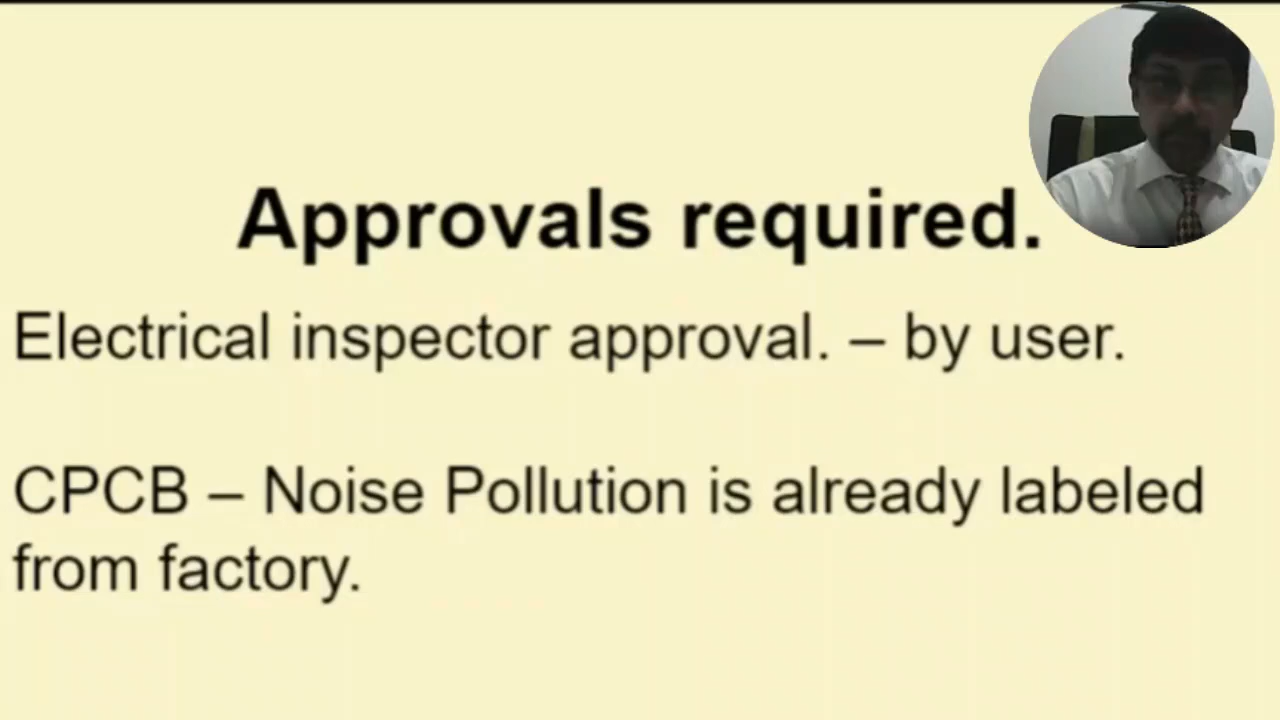 Approvals required.
Electrical inspector approval. – by user.
CPCB – Noise Pollution is already labeled
from factory.